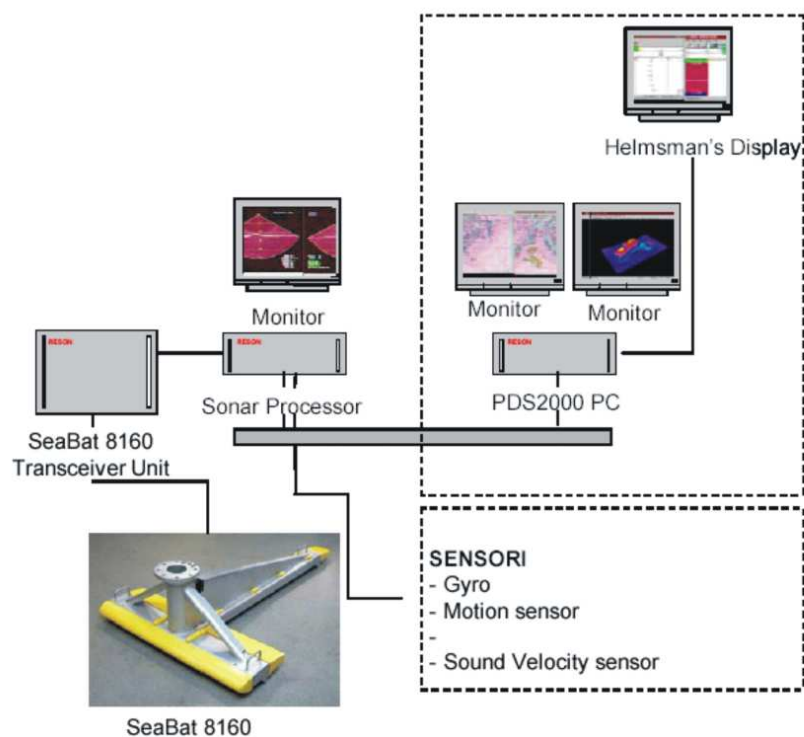 Helmsman's Display
Monitor
Monitor
Monitor
RESON
RESON
RESON
Sonar Processor
PDS2000 PC
SeaBat 8160
Transceiver Unit
SENSORI
- Gyro
- Motion sensor
-
- Sound Velocity sensor
SeaBat 8160